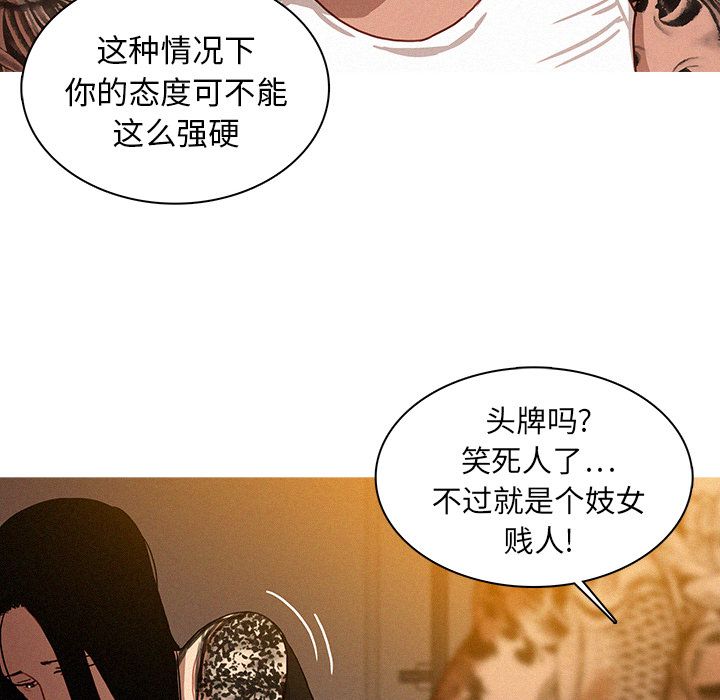 这种情况下
你的态度可不能
这么强硬
头牌吗?
笑死人了...
不过就是个妓女
贱人!